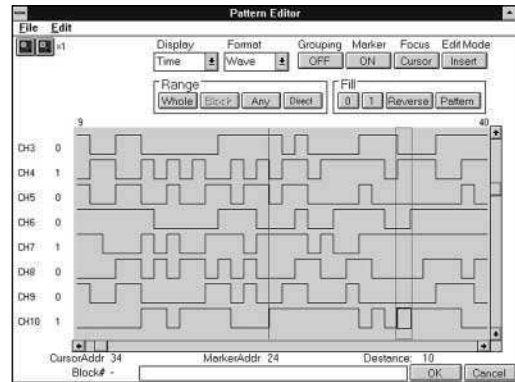 Pattern Editor
File Edit
x1
Display Format Grouping Marker Focus Edit Mode
Time Wave OFF ON Cursor Insert
Range Fill
Whole Block Any Direct 0 1 Reverse Pattern
9 40
CH3 0
CH4 1
CH5 0
CH6 0
CH7 1
CH8 0
CH9 0
CH10 1
CursorAddr 34 MarkerAddr 24 Destance: 10
Block# -
OK Cancel